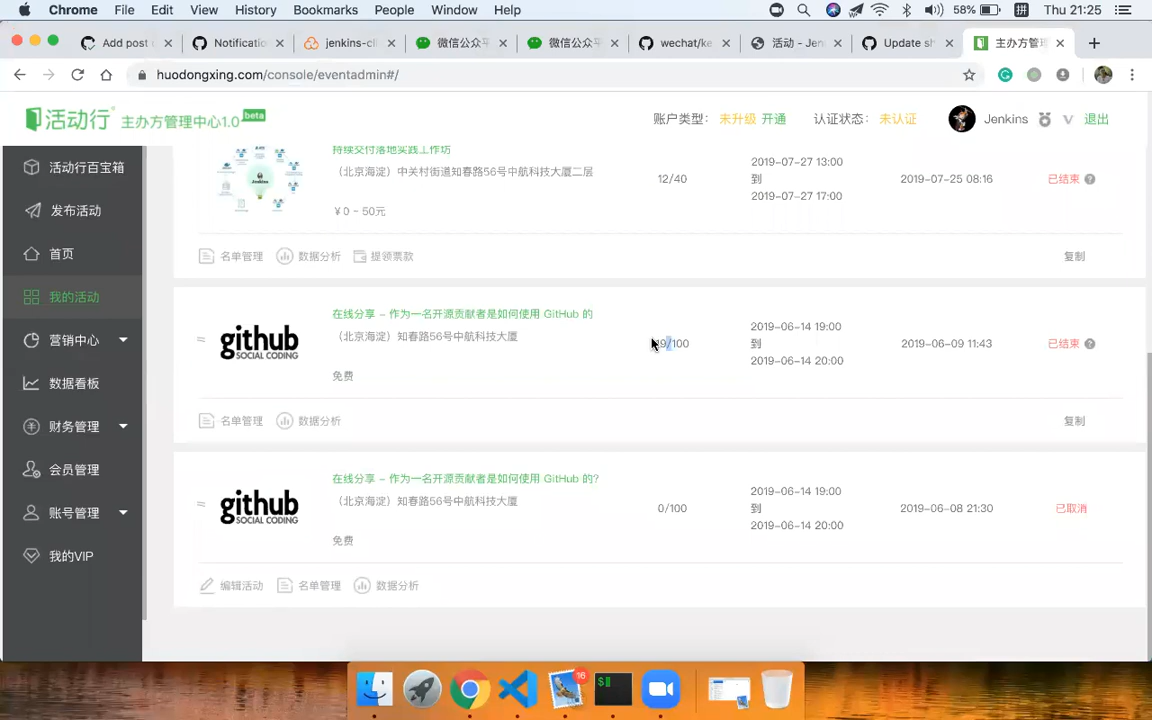 Chrome File Edit View History Bookmarks People Window Help 58% 拼 Thu 21:25
Add post Notification jenkins-cl 微信公众平 微信公众平 wechat/ke 活动 - Jen Update sh 主办方管理
huodongxing.com/console/eventadmin#/
活动行 主办方管理中心1.0 beta 账户类型: 未升级 开通 认证状态: 未认证 Jenkins V 退出
活动行百宝箱
发布活动
首页
我的活动
营销中心
数据看板
财务管理
会员管理
账号管理
我的VIP
持续交付落地实践工作坊
（北京海淀）中关村街道知春路56号中航科技大厦二层
¥ 0 - 50元
12/40
2019-07-27 13:00
到
2019-07-27 17:00
2019-07-25 08:16
已结束 ?
名单管理 数据分析 提领票款 复制
github
SOCIAL CODING
在线分享 – 作为一名开源贡献者是如何使用 GitHub 的
（北京海淀）知春路56号中航科技大厦
免费
9/100
2019-06-14 19:00
到
2019-06-14 20:00
2019-06-09 11:43
已结束 ?
名单管理 数据分析 复制
github
SOCIAL CODING
在线分享 – 作为一名开源贡献者是如何使用 GitHub 的?
（北京海淀）知春路56号中航科技大厦
免费
0/100
2019-06-14 19:00
到
2019-06-14 20:00
2019-06-08 21:30
已取消
编辑活动 名单管理 数据分析
16
$